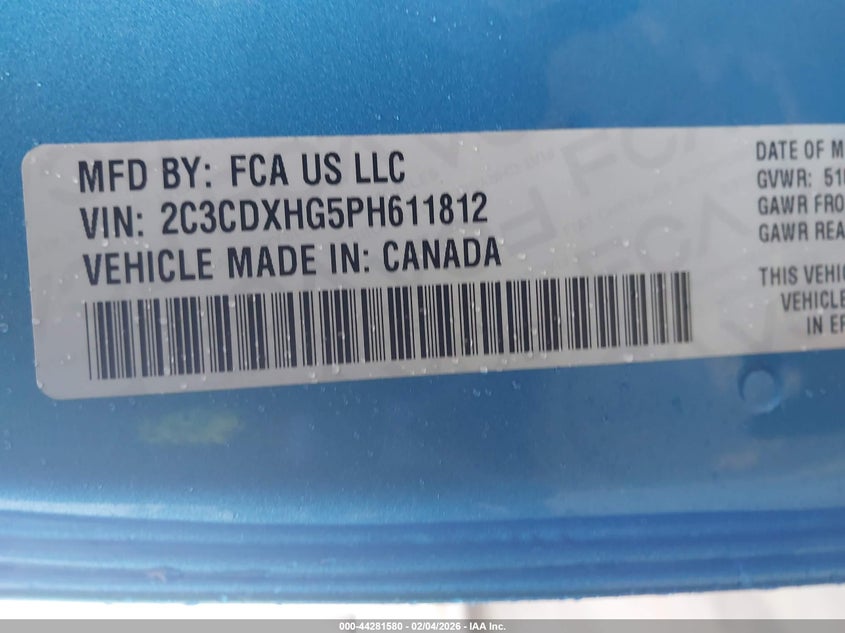 MFD BY: FCA US LLC
VIN: 2C3CDXHG5PH611812
VEHICLE MADE IN: CANADA
DATE OF M
GVWR: 51
GAWR FRO
GAWR REA
THIS VEHIC
VEHICLE
IN EF
000-44281580 - 02/04/2026 - IAA Inc.